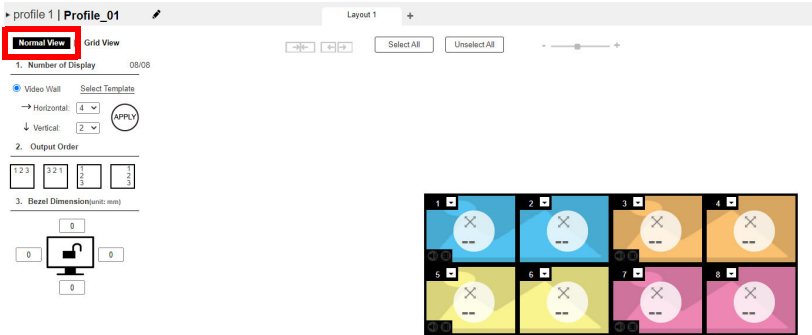 profile 1 | Profile_01
Layout 1 +
Normal View | Grid View
Select All Unselect All - +
1. Number of Display 08/08
Video Wall Select Template
Horizontal: 4
Vertical: 2
APPLY
2. Output Order
1 2 3
3 2 1
1
2
3
1
2
3
3. Bezel Dimension(unit: mm)
0
0 0
0
1 2 3 4
-- -- -- --
5 6 7 8
-- -- -- --